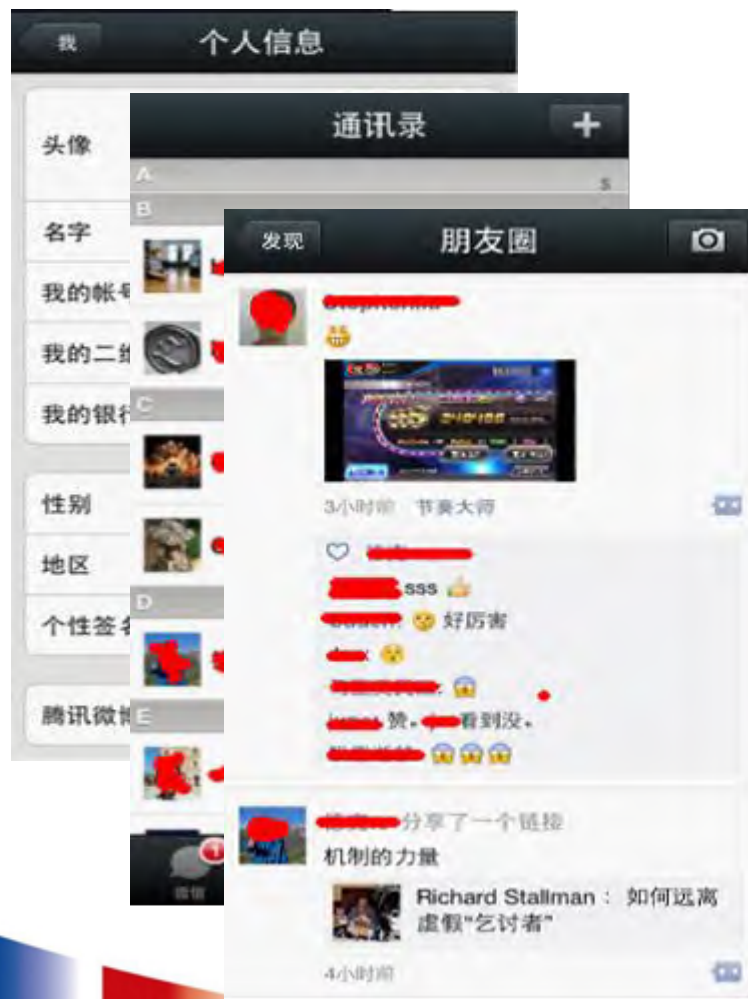 我
个人信息
头像
名字
我的帐号
我的二
我的银行
性别
地区
个性签名
腾讯微博
通讯录
+
A
S
B
C
D
E
1
微信
发现
朋友圈
3小时前 节奏大师
sss
好厉害
赞。看到没。
分享了一个链接
机制的力量
Richard Stallman： 如何远离
虚假“乞讨者”
4小时前